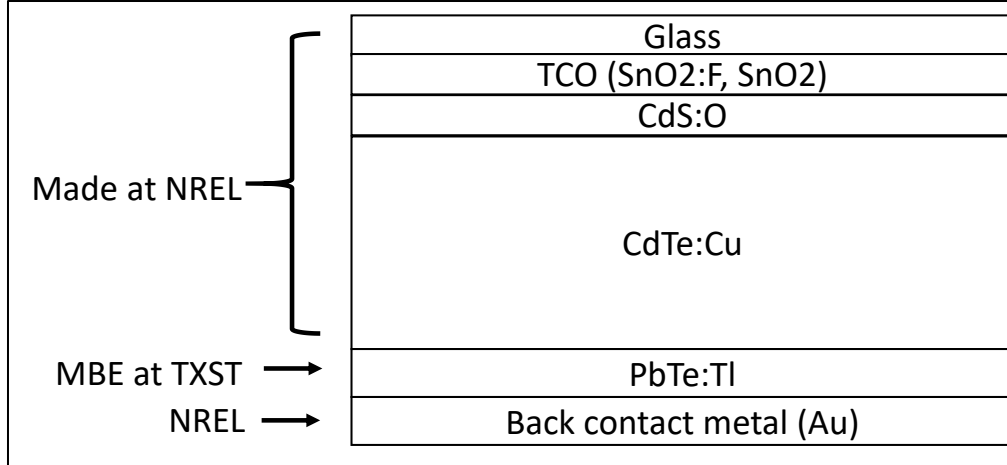 Glass
TCO (SnO2:F, SnO2)
CdS:O
Made at NREL
CdTe:Cu
MBE at TXST
PbTe:Tl
NREL
Back contact metal (Au)